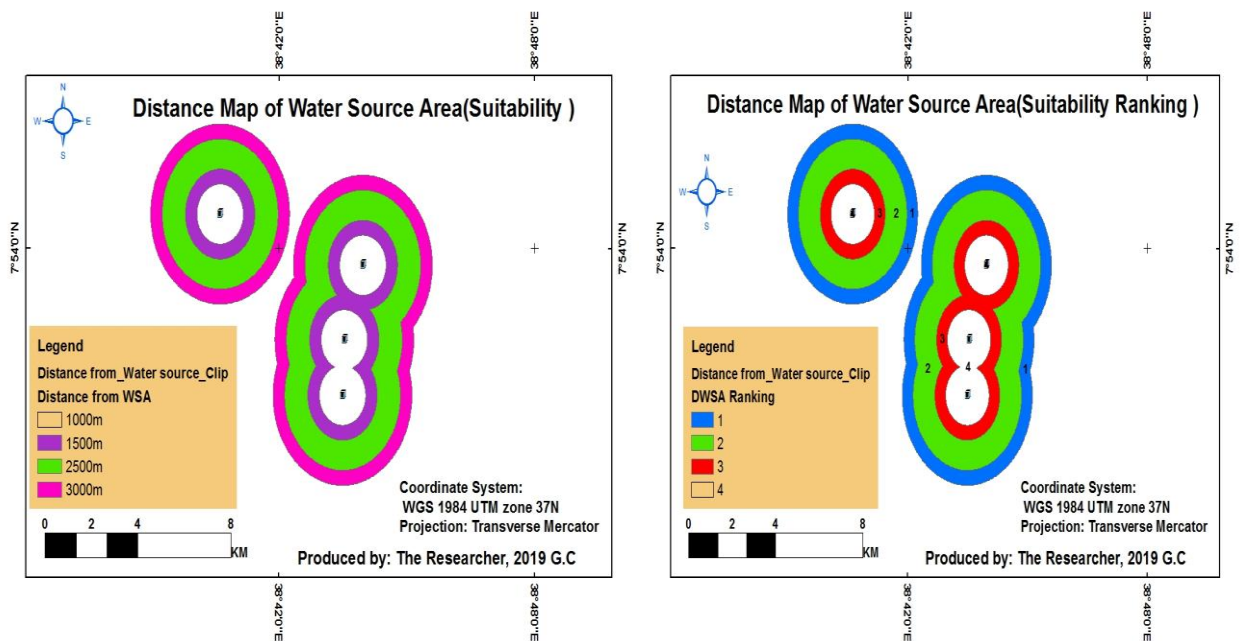 38°42'0"E
38°48'0"E
N
W
E
S
Distance Map of Water Source Area(Suitability )
7°54'0"N
7°54'0"N
Legend
Distance from_Water source_Clip
Distance from WSA
1000m
1500m
2500m
3000m
0 2 4 8
KM
Coordinate System:
WGS 1984 UTM zone 37N
Projection: Transverse Mercator
Produced by: The Researcher, 2019 G.C
38°42'0"E
38°48'0"E
38°42'0"E
38°48'0"E
Distance Map of Water Source Area(Suitability Ranking )
N
W
E
S
3 2 1
7°54'0"N
7°54'0"N
3
4
2
1
Legend
Distance from_Water source_Clip
DWSA Ranking
1
2
3
4
0 2 4 8
KM
Coordinate System:
WGS 1984 UTM zone 37N
Projection: Transverse Mercator
Produced by: The Researcher, 2019 G.C
38°42'0"E
38°48'0"E